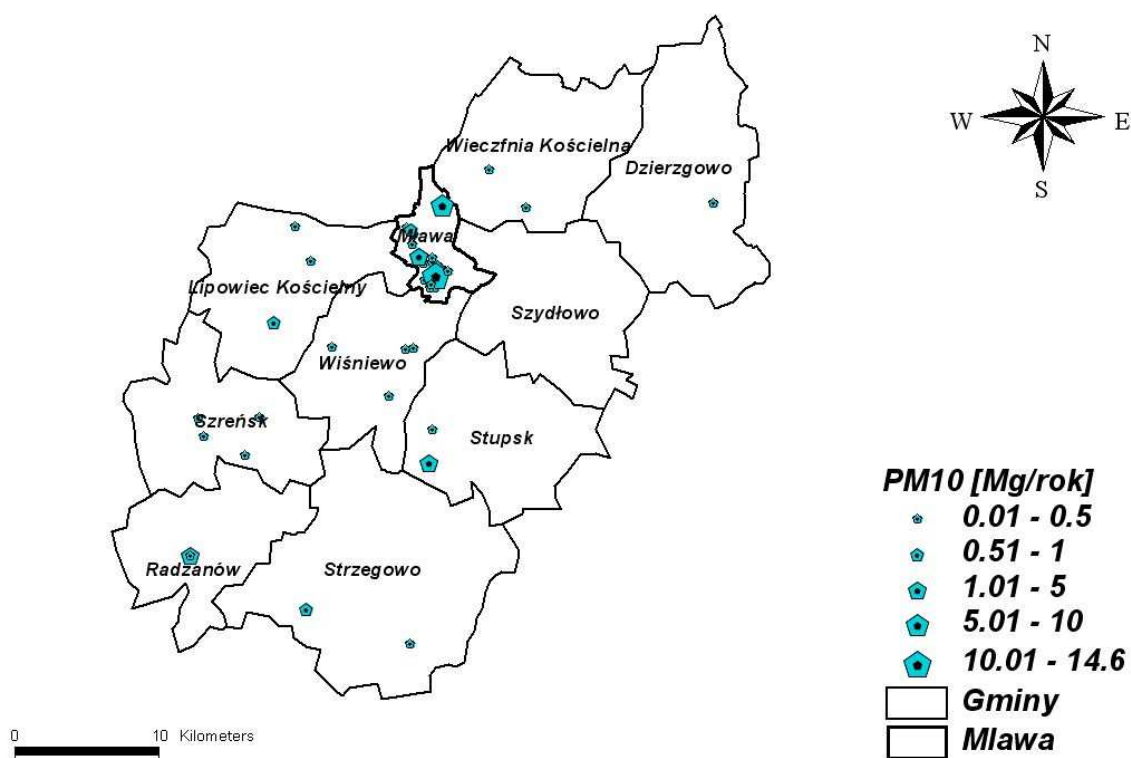 N
W
E
S
Wieczfnia Kościelna
Dzierzgowo
Mlawa
Lipowiec Kościelny
Szydłowo
Wiśniewo
Szreńsk
Stupsk
Radzanów
Strzegowo
PM10 [Mg/rok]
0.01 - 0.5
0.51 - 1
1.01 - 5
5.01 - 10
10.01 - 14.6
Gminy
Mlawa
0 10 Kilometers